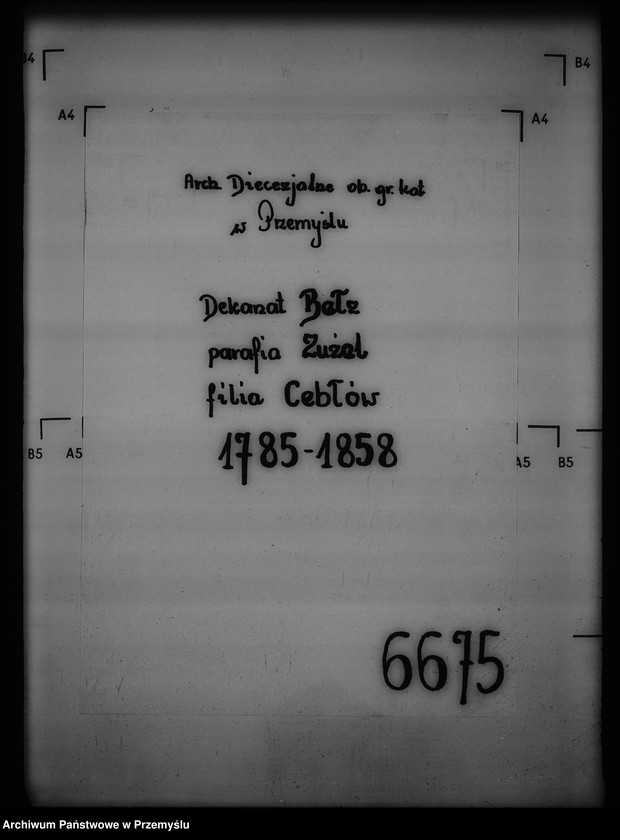 B4
B4
A4
A4
Arch. Diecezjalne ob. gr. kat
w Przemyślu
Dekanat Bełz
parafia Żużel
filia Cebłów
1785-1858
B5 A5
A5 B5
6675
Archiwum Państwowe w Przemyślu